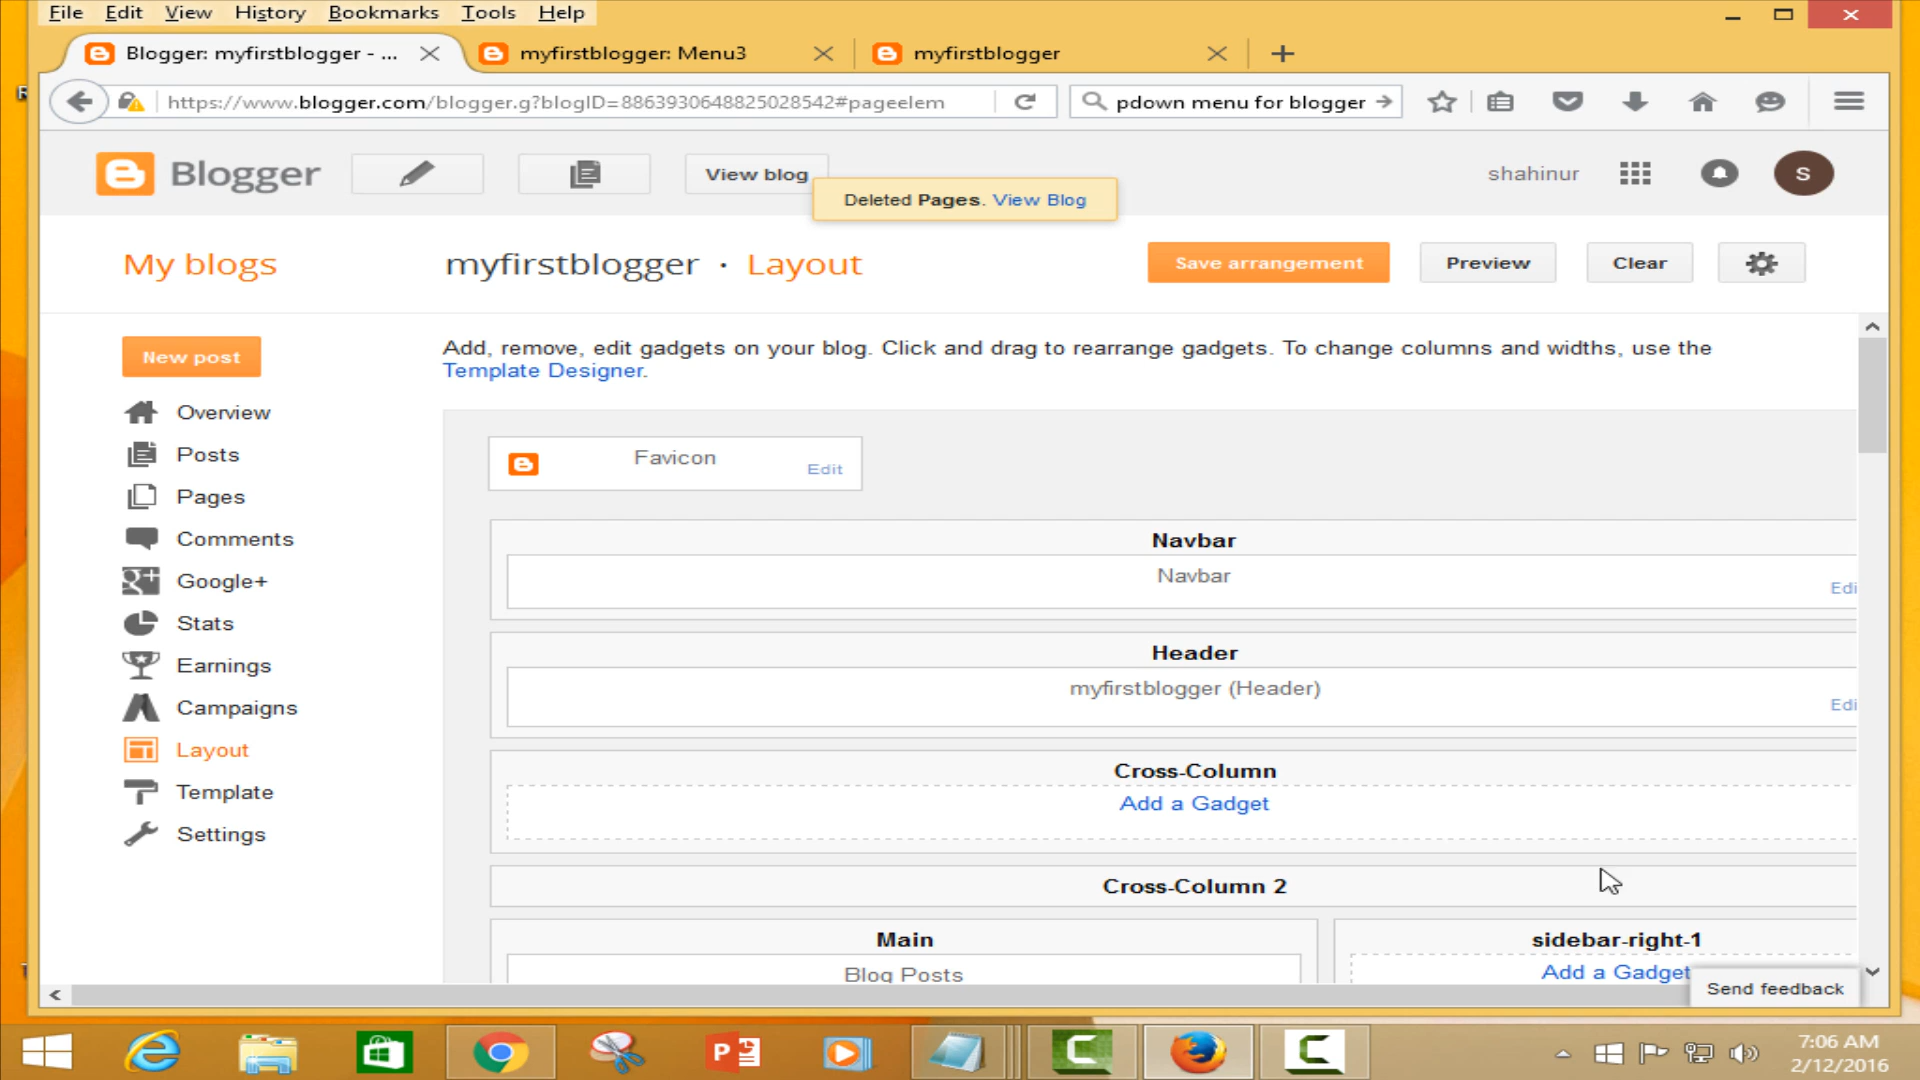 File Edit View History Bookmarks Tools Help
Blogger: myfirstblogger - ... myfirstblogger: Menu3 myfirstblogger
https://www.blogger.com/blogger.g?blogID=8863930648825028542#pageelem pdown menu for blogger
Blogger View blog shahinur S
Deleted Pages. View Blog
My blogs myfirstblogger · Layout Save arrangement Preview Clear
New post
Add, remove, edit gadgets on your blog. Click and drag to rearrange gadgets. To change columns and widths, use the
Template Designer.
Overview
Posts
Pages
Comments
Google+
Stats
Earnings
Campaigns
Layout
Template
Settings
Favicon
Edit
Navbar
Navbar
Edi
Header
myfirstblogger (Header)
Edi
Cross-Column
Add a Gadget
Cross-Column 2
Main
Blog Posts
sidebar-right-1
Add a Gadget
Send feedback
7:06 AM
2/12/2016